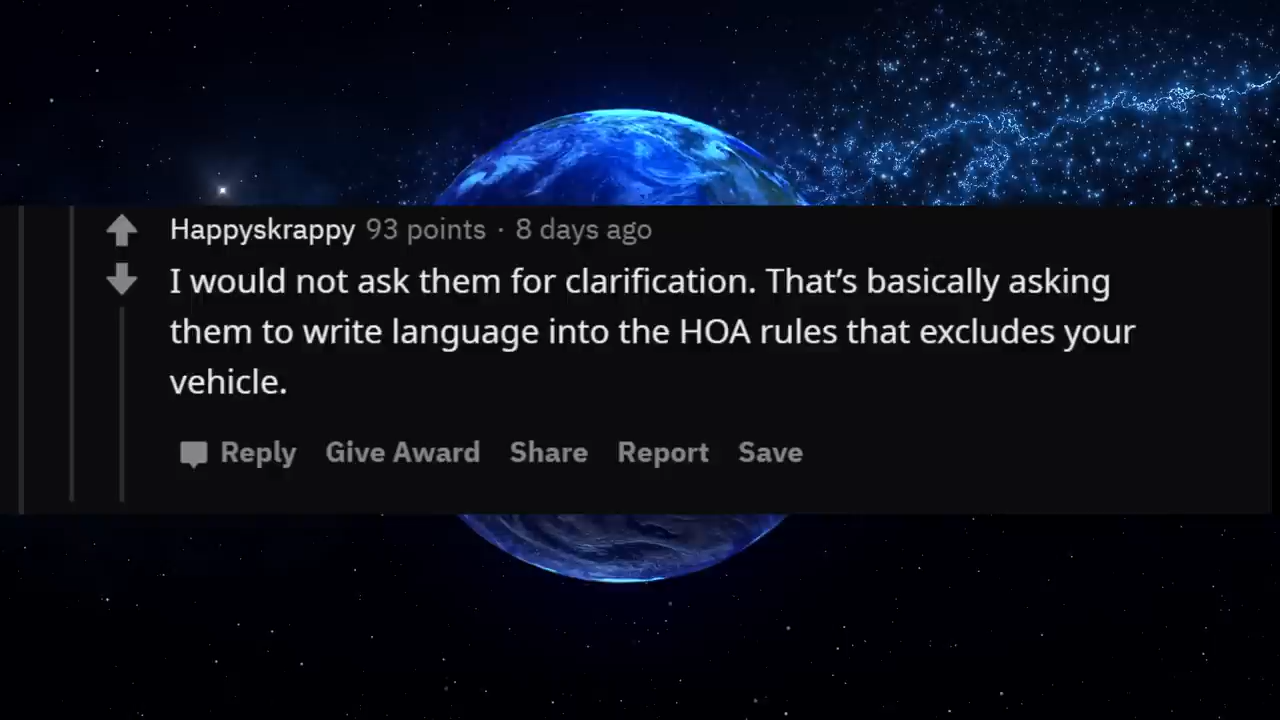 Happyskrappy 93 points · 8 days ago
I would not ask them for clarification. That’s basically asking
them to write language into the HOA rules that excludes your
vehicle.
Reply Give Award Share Report Save